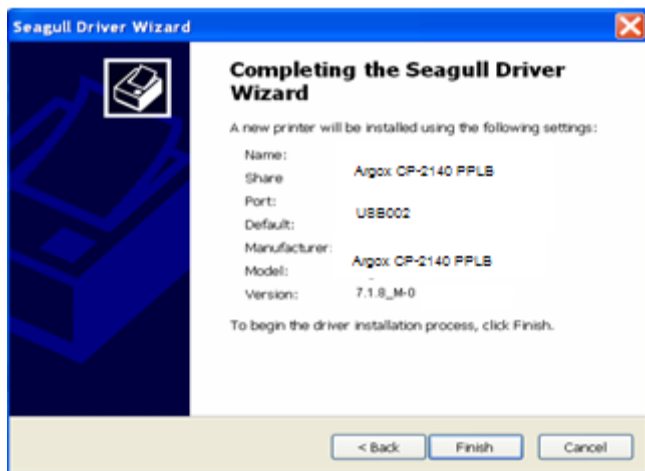 Seagull Driver Wizard
Completing the Seagull Driver
Wizard
A new printer will be installed using the following settings:
Name:
Argox CP-2140 PPLB
Share
Port:
USB002
Default:
Manufacturer:
Argox CP-2140 PPLB
Model:
Version: 7.1.8_M-0
To begin the driver installation process, click Finish.
< Back Finish Cancel